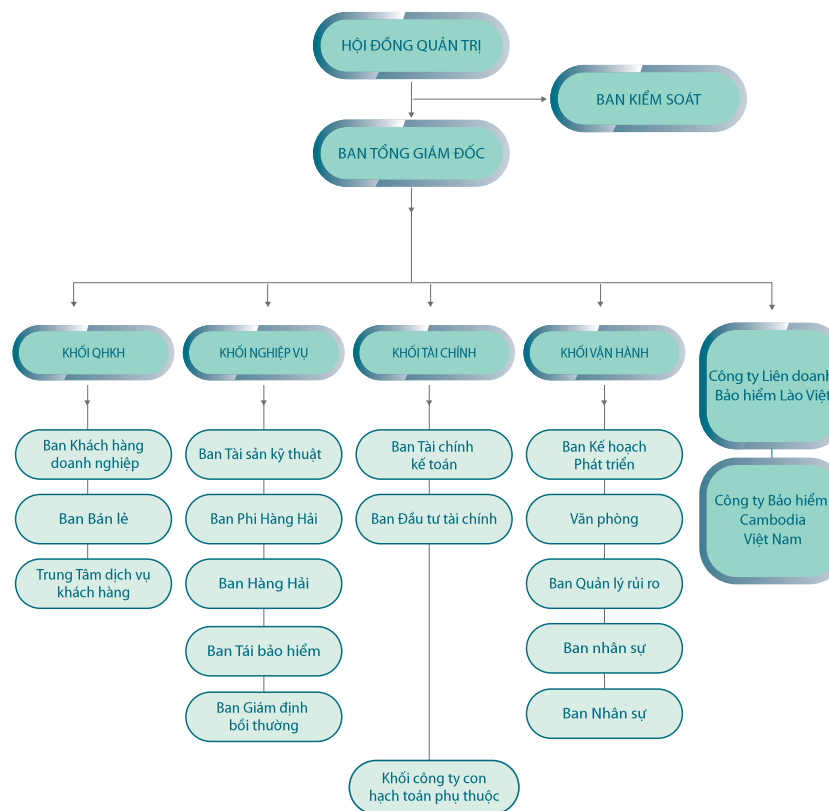 HỘI ĐỒNG QUẢN TRỊ
BAN KIỂM SOÁT
BAN TỔNG GIÁM ĐỐC
KHỐI QHKH
KHỐI NGHIỆP VỤ
KHỐI TÀI CHÍNH
KHỐI VẬN HÀNH
Công ty Liên doanh
Bảo hiểm Lào Việt
Ban Khách hàng
doanh nghiệp
Ban Bán lẻ
Trung Tâm dịch vụ
khách hàng
Ban Tài sản kỹ thuật
Ban Phi Hàng Hải
Ban Hàng Hải
Ban Tái bảo hiểm
Ban Giám định
bồi thường
Ban Tài chính
kế toán
Ban Đầu tư tài chính
Khối công ty con
hạch toán phụ thuộc
Ban Kế hoạch
Phát triển
Văn phòng
Ban Quản lý rủi ro
Ban nhân sự
Ban Nhân sự
Công ty Bảo hiểm
Cambodia
Việt Nam